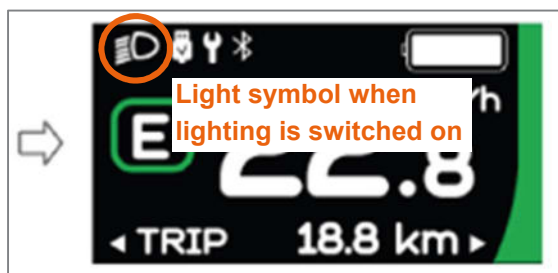 Light symbol when
lighting is switched on
/h
E
22.8
◂ TRIP 18.8 km ▸